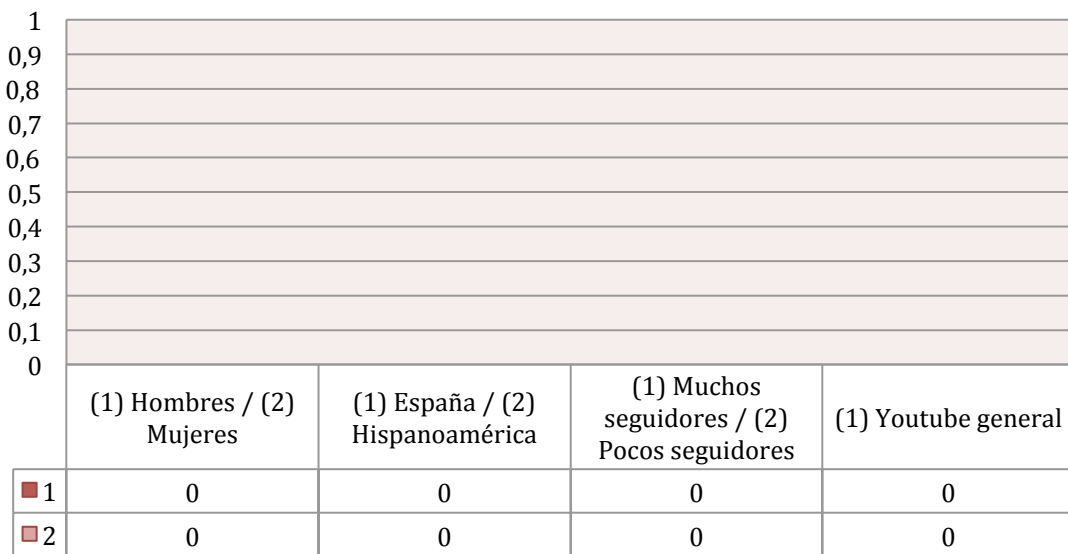 1
0,9
0,8
0,7
0,6
0,5
0,4
0,3
0,2
0,1
0
(1) Hombres / (2)
Mujeres
(1) España / (2)
Hispanoamérica
(1) Muchos
seguidores / (2)
Pocos seguidores
(1) Youtube general
1 0 0 0 0
2 0 0 0 0